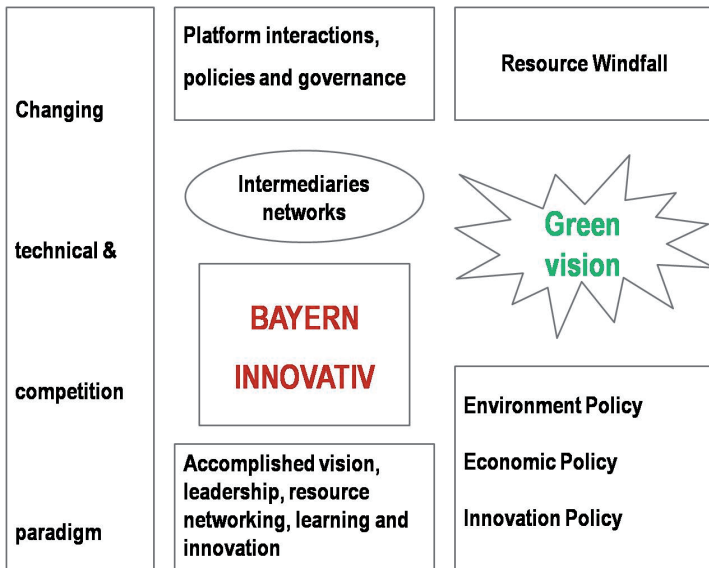 Changing
technical &
competition
paradigm
Platform interactions,
policies and governance
Intermediaries
networks
BAYERN
INNOVATIV
Accomplished vision,
leadership, resource
networking, learning and
innovation
Resource Windfall
Green
vision
Environment Policy
Economic Policy
Innovation Policy